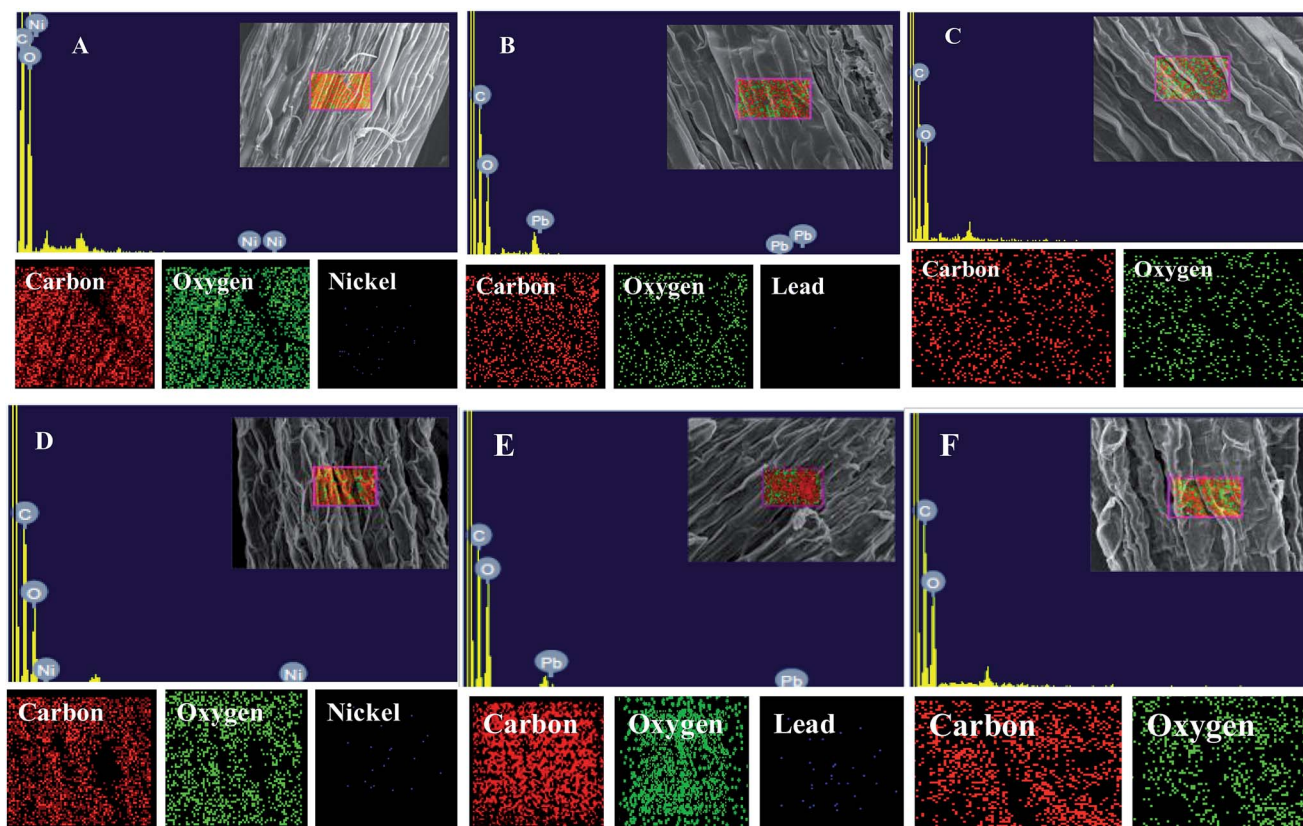 A
Ni
C
O
Ni Ni
Carbon
Oxygen
Nickel
B
C
O
Pb
Pb Pb
Carbon
Oxygen
Lead
C
C
O
Carbon
Oxygen
D
C
O
Ni
Ni
Carbon
Oxygen
Nickel
E
C
O
Pb
Pb
Carbon
Oxygen
Lead
F
C
O
Carbon
Oxygen